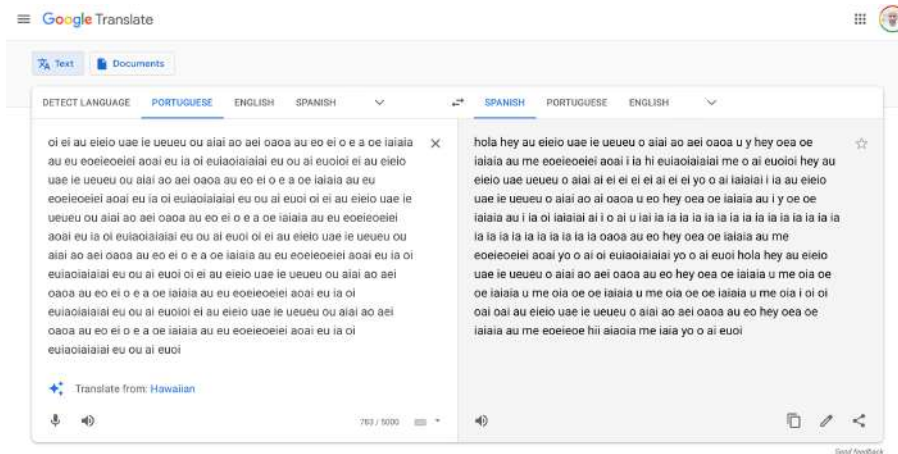 Google Translate
Text Documents
DETECT LANGUAGE PORTUGUESE ENGLISH SPANISH SPANISH PORTUGUESE ENGLISH
oi ei au eieio uae ie ueueu ou aiai ao aei oaoa au eo ei o e a oe iaiaia
au eu eoeieoeiei aoai eu ia oi euiaoiaiaiai eu ou ai euoioi ei au eieio
uae ie ueueu ou aiai ao aei oaoa au eo ei o e a oe iaiaia au eu
eoeieoeiei aoai eu ia oi euiaoiaiaiai eu ou ai euoi oi ei au eieio uae ie
ueueu ou aiai ao aei oaoa au eo ei o e a oe iaiaia au eu eoeieoeiei
aoai eu ia oi euiaoiaiaiai eu ou ai euoi oi ei au eieio uae ie ueueu ou
aiai ao aei oaoa au eo ei o e a oe iaiaia au eu eoeieoeiei aoai eu ia oi
euiaoiaiaiai eu ou ai euoi oi ei au eieio uae ie ueueu ou aiai ao aei
oaoa au eo ei o e a oe iaiaia au eu eoeieoeiei aoai eu ia oi
euiaoiaiaiai eu ou ai euoioi ei au eieio uae ie ueueu ou aiai ao aei
oaoa au eo ei o e a oe iaiaia au eu eoeieoeiei aoai eu ia oi
euiaoiaiaiai eu ou ai euoi
Translate from: Hawaiian
763 / 5000
hola hey au eieio uae ie ueueu o aiai ao aei oaoa u y hey oea oe
iaiaia au me eoeieoeiei aoai i ia hi euiaoiaiaiai me o ai euoioi hey au
eieio uae ueueu o aiai ai ei ei ei ei ai ei ei yo o ai iaiaiai i ia au eieio
uae ie ueueu o aiai ao ai oaoa u eo hey oea oe iaiaia au i y oe oe
iaiaia au i ia oi iaiaiai ai i o ai u iai ia ia ia ia ia ia ia ia ia ia ia ia ia ia
ia ia ia ia ia ia ia ia ia oaoa au eo hey oea oe iaiaia au me
eoeieoeiei aoai yo o ai oi euiaoiaiaiai yo o ai euoi hola hey au eieio
uae ie ueueu o aiai ao aei oaoa au eo hey oea oe iaiaia u me oia oe
oe iaiaia u me oia oe oe iaiaia u me oia oe oe iaiaia u me oia i oi oi
oai oai au eieio uae ie ueueu o aiai ao aei oaoa au eo hey oea oe
iaiaia au me eoeieoe hii aiaoia me iaia yo o ai euoi
Send feedback